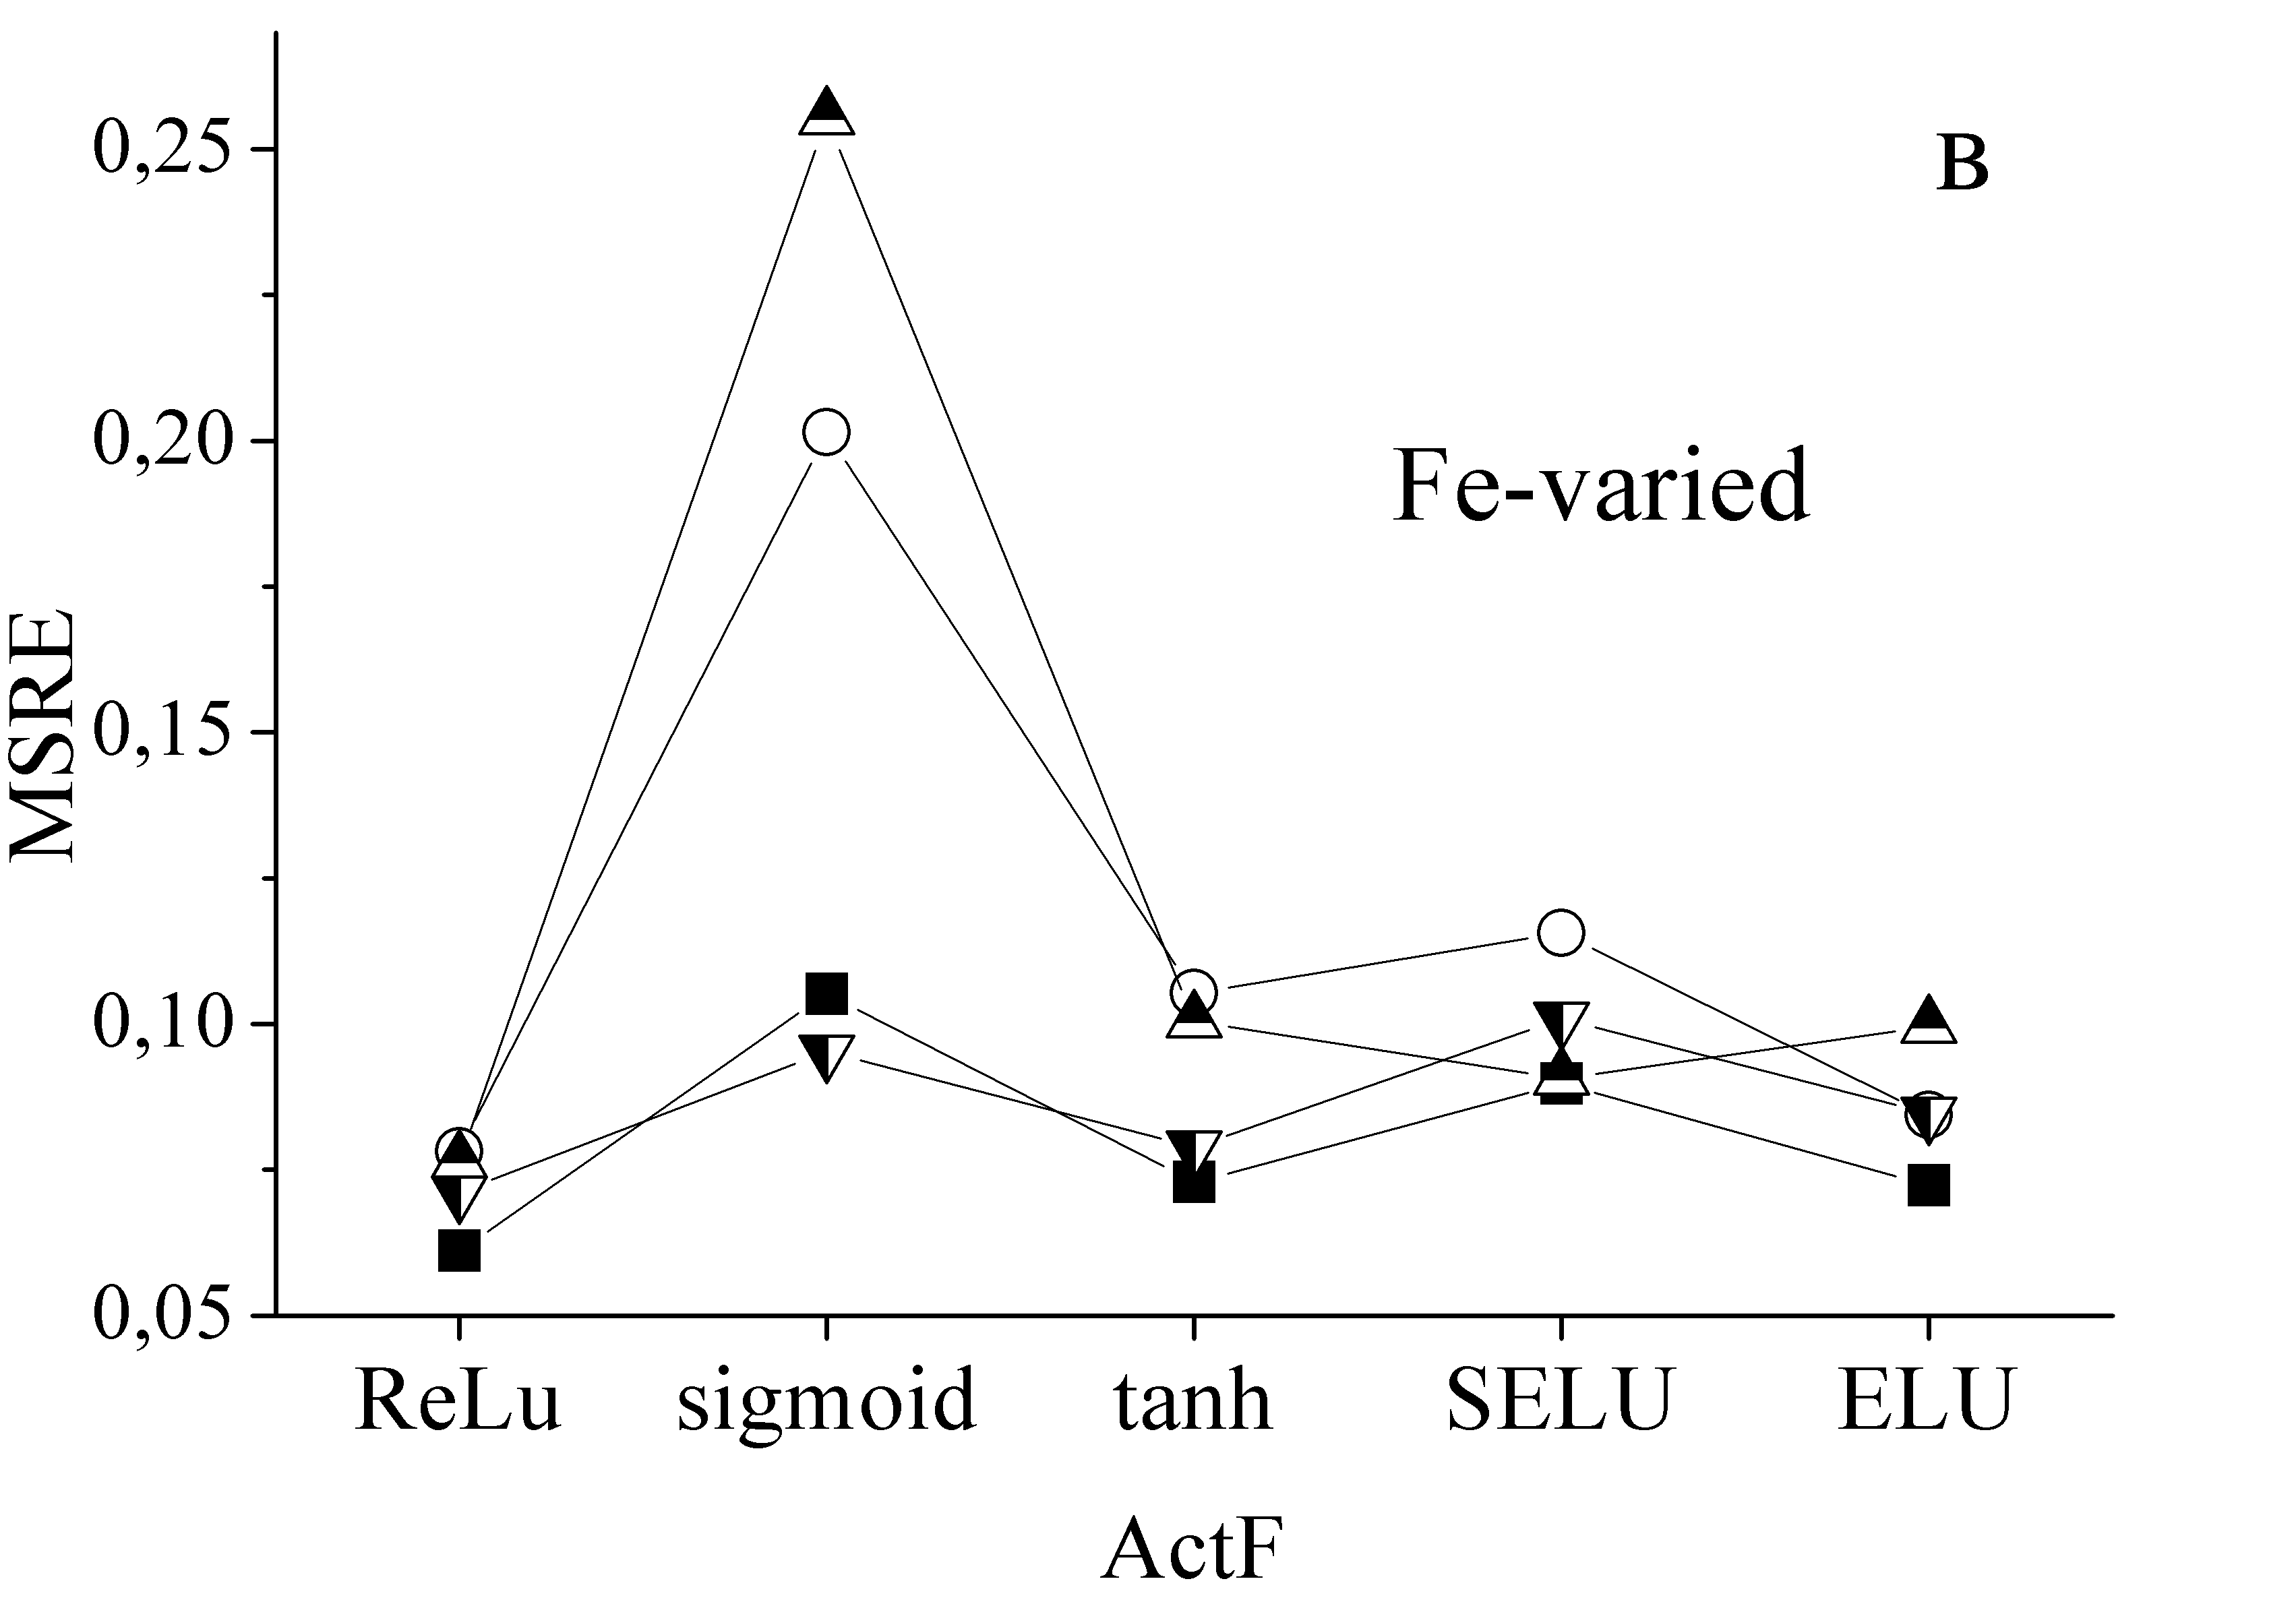 0,25
B
0,20
Fe-varied
0,15
MSRE
0,10
0,05
ReLu sigmoid tanh SELU ELU
ActF